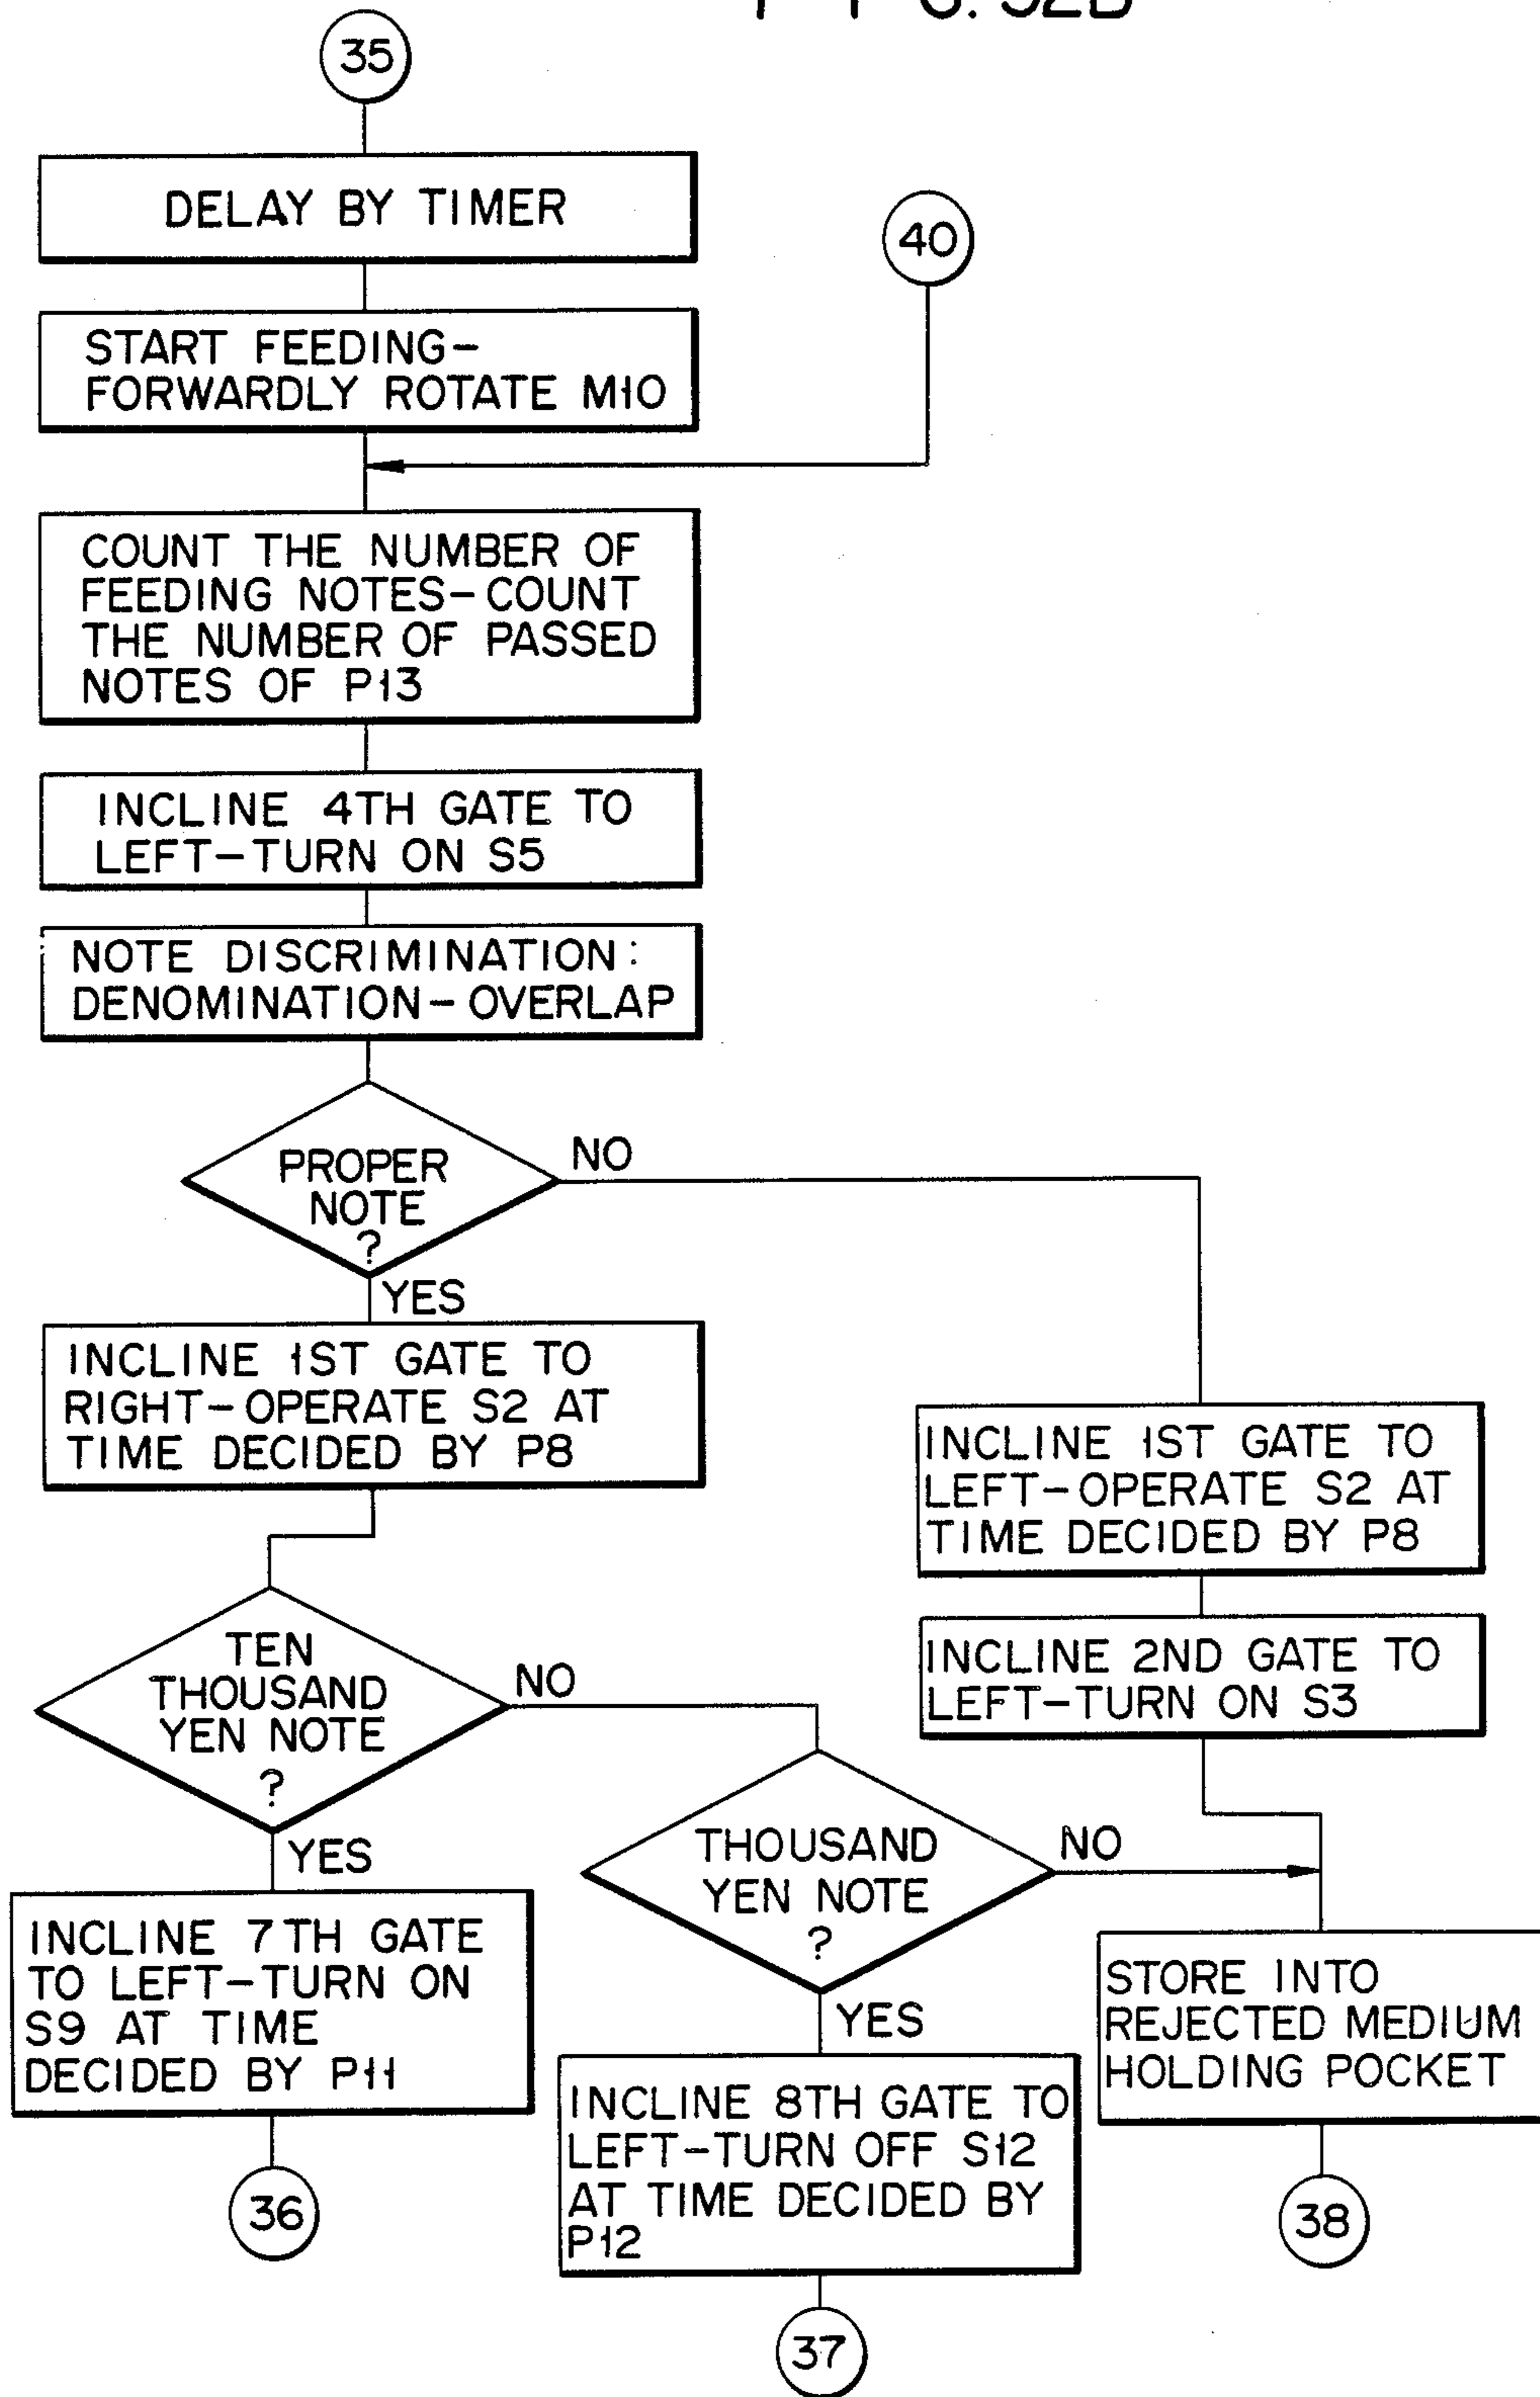 35
DELAY BY TIMER
40
START FEEDING-
FORWARDLY ROTATE M10
COUNT THE NUMBER OF
FEEDING NOTES-COUNT
THE NUMBER OF PASSED
NOTES OF P13
INCLINE 4TH GATE TO
LEFT-TURN ON S5
NOTE DISCRIMINATION:
DENOMINATION-OVERLAP
PROPER
NOTE
?
NO
YES
INCLINE 1ST GATE TO
RIGHT-OPERATE S2 AT
TIME DECIDED BY P8
INCLINE 1ST GATE TO
LEFT-OPERATE S2 AT
TIME DECIDED BY P8
INCLINE 2ND GATE TO
LEFT-TURN ON S3
TEN
THOUSAND
YEN NOTE
?
NO
YES
THOUSAND
YEN NOTE
?
NO
YES
INCLINE 7TH GATE
TO LEFT-TURN ON
S9 AT TIME
DECIDED BY P11
INCLINE 8TH GATE TO
LEFT-TURN OFF S12
AT TIME DECIDED BY
P12
STORE INTO
REJECTED MEDIUM
HOLDING POCKET
36
37
38